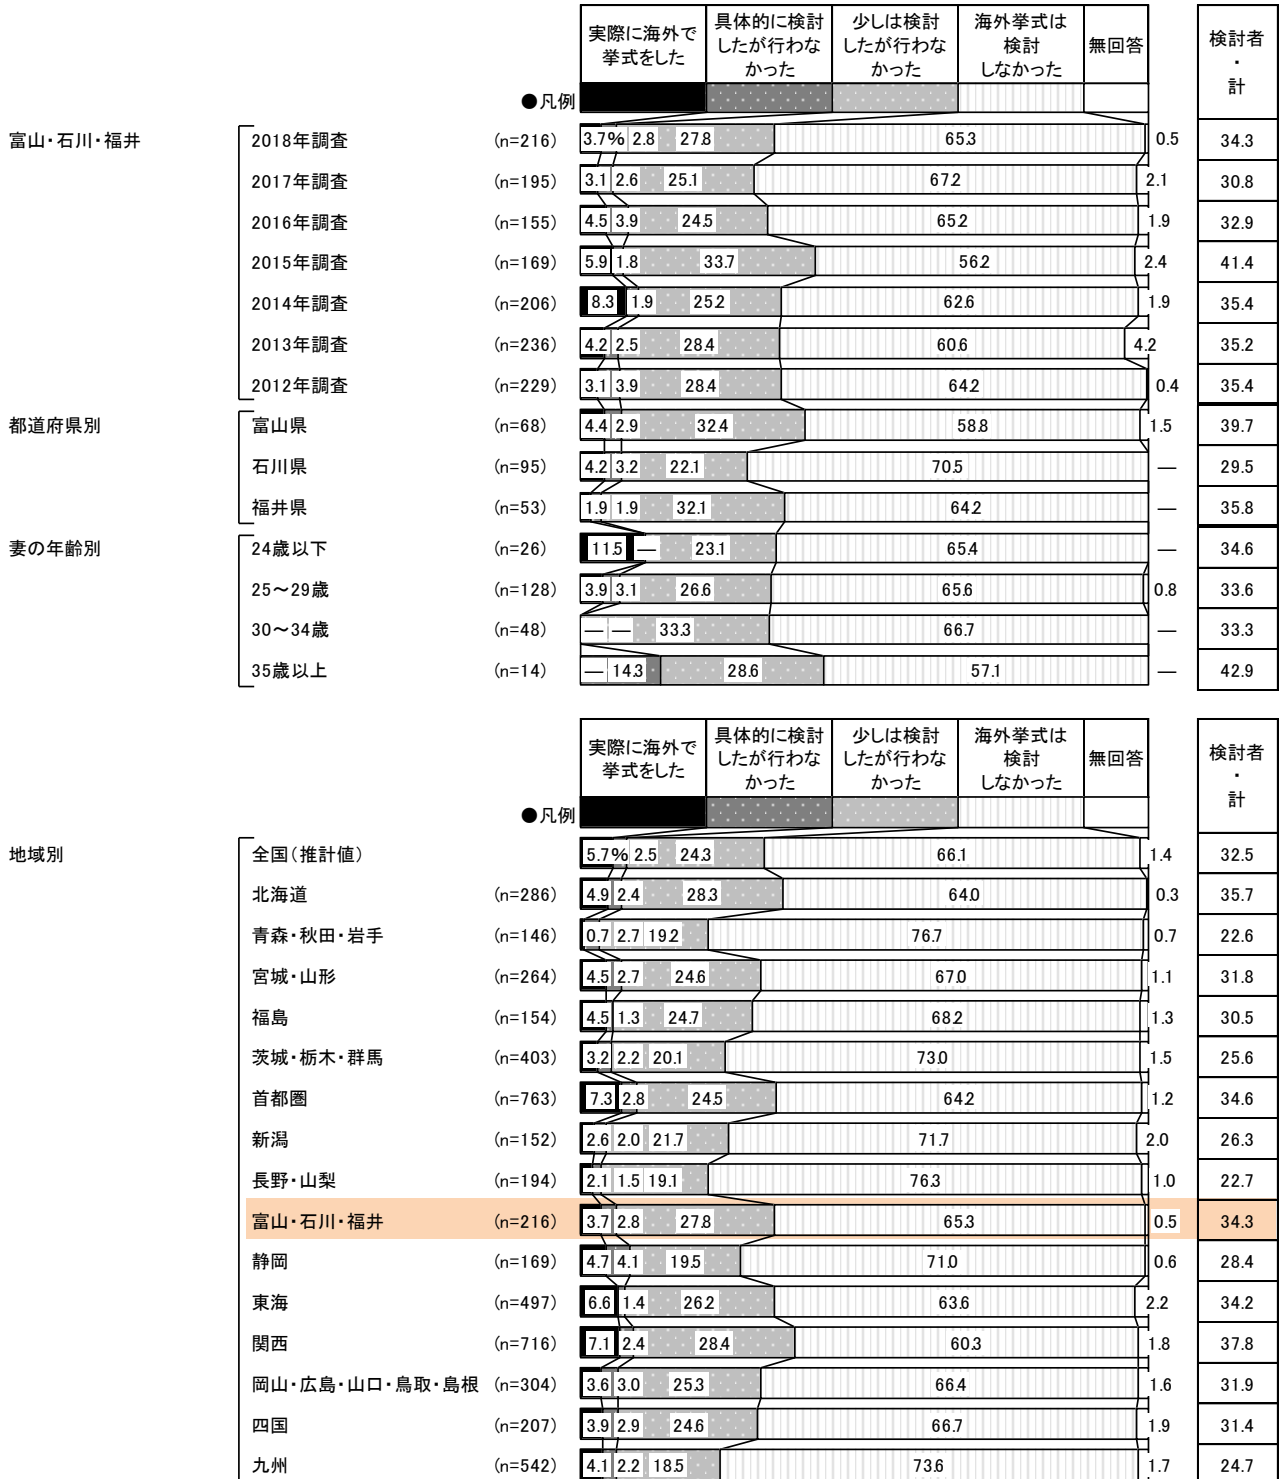 実際に海外で挙式をした 具体的に検討したが行わなかった 少しは検討したが行わなかった 海外挙式は検討しなかった 無回答 検討者・計
●凡例
富山・石川・福井 2018年調査 (n=216) 3.7% 2.8 27.8 65.3 0.5 34.3
2017年調査 (n=195) 3.1 2.6 25.1 67.2 2.1 30.8
2016年調査 (n=155) 4.5 3.9 24.5 65.2 1.9 32.9
2015年調査 (n=169) 5.9 1.8 33.7 56.2 2.4 41.4
2014年調査 (n=206) 8.3 1.9 25.2 62.6 1.9 35.4
2013年調査 (n=236) 4.2 2.5 28.4 60.6 4.2 35.2
2012年調査 (n=229) 3.1 3.9 28.4 64.2 0.4 35.4
都道府県別 富山県 (n=68) 4.4 2.9 32.4 58.8 1.5 39.7
石川県 (n=95) 4.2 3.2 22.1 70.5 ― 29.5
福井県 (n=53) 1.9 1.9 32.1 64.2 ― 35.8
妻の年齢別 24歳以下 (n=26) 11.5 ― 23.1 65.4 ― 34.6
25～29歳 (n=128) 3.9 3.1 26.6 65.6 0.8 33.6
30～34歳 (n=48) ― ― 33.3 66.7 ― 33.3
35歳以上 (n=14) ― 14.3 28.6 57.1 ― 42.9
実際に海外で挙式をした 具体的に検討したが行わなかった 少しは検討したが行わなかった 海外挙式は検討しなかった 無回答 検討者・計
●凡例
地域別 全国(推計値) 5.7% 2.5 24.3 66.1 1.4 32.5
北海道 (n=286) 4.9 2.4 28.3 64.0 0.3 35.7
青森・秋田・岩手 (n=146) 0.7 2.7 19.2 76.7 0.7 22.6
宮城・山形 (n=264) 4.5 2.7 24.6 67.0 1.1 31.8
福島 (n=154) 4.5 1.3 24.7 68.2 1.3 30.5
茨城・栃木・群馬 (n=403) 3.2 2.2 20.1 73.0 1.5 25.6
首都圏 (n=763) 7.3 2.8 24.5 64.2 1.2 34.6
新潟 (n=152) 2.6 2.0 21.7 71.7 2.0 26.3
長野・山梨 (n=194) 2.1 1.5 19.1 76.3 1.0 22.7
富山・石川・福井 (n=216) 3.7 2.8 27.8 65.3 0.5 34.3
静岡 (n=169) 4.7 4.1 19.5 71.0 0.6 28.4
東海 (n=497) 6.6 1.4 26.2 63.6 2.2 34.2
関西 (n=716) 7.1 2.4 28.4 60.3 1.8 37.8
岡山・広島・山口・鳥取・島根 (n=304) 3.6 3.0 25.3 66.4 1.6 31.9
四国 (n=207) 3.9 2.9 24.6 66.7 1.9 31.4
九州 (n=542) 4.1 2.2 18.5 73.6 1.7 24.7